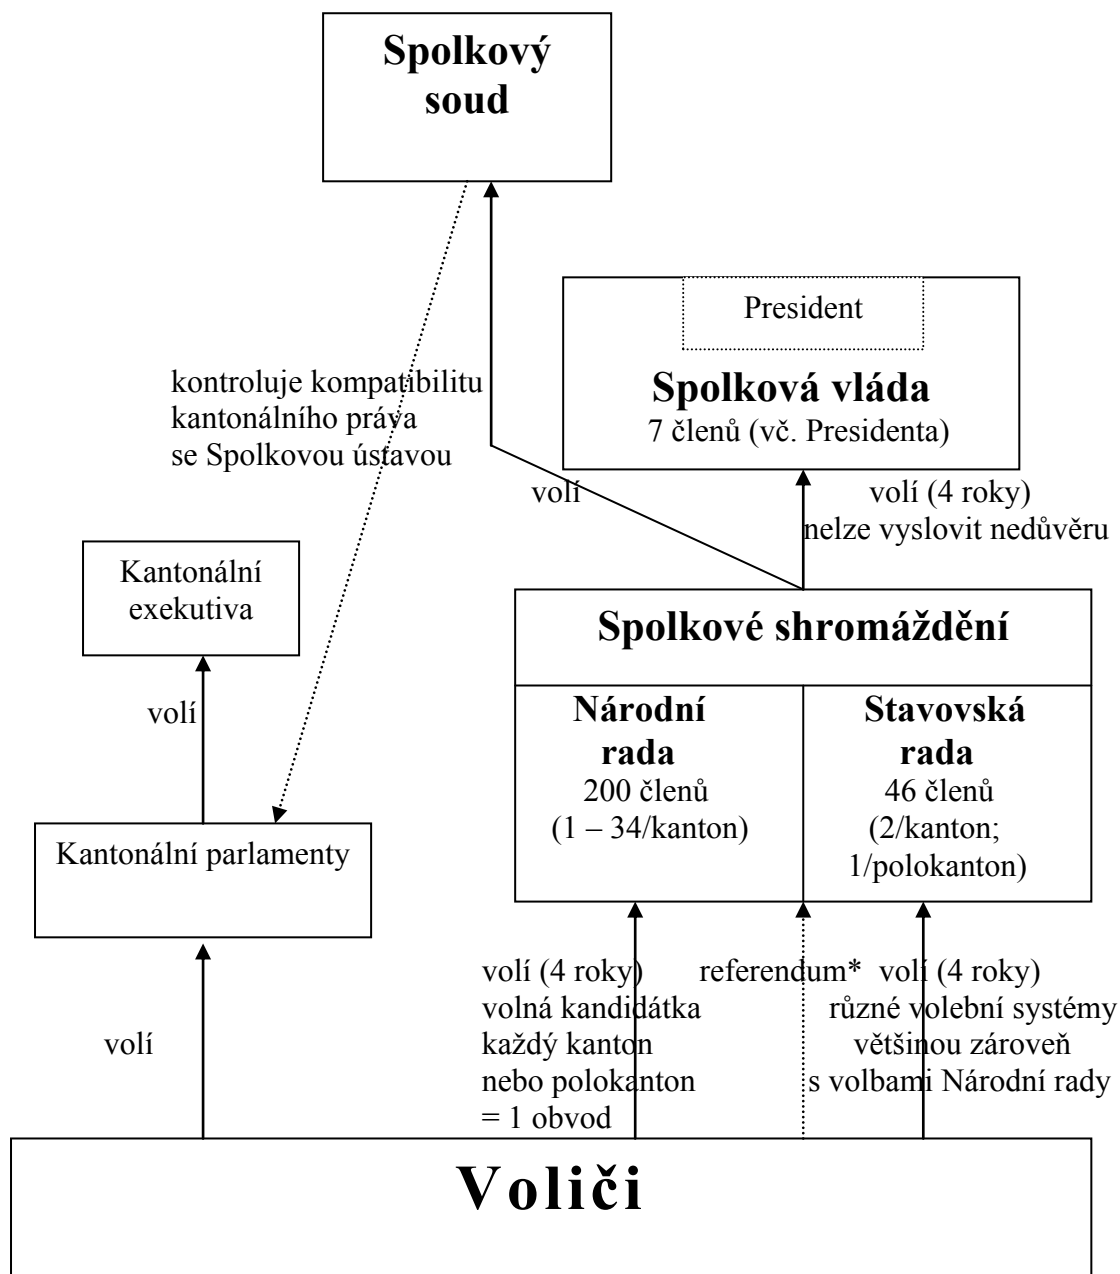 Spolkový
soud
President
Spolková vláda
7 členů (vč. Presidenta)
kontroluje kompatibilitu
kantonálního práva
se Spolkovou ústavou
volí
volí (4 roky)
nelze vyslovit nedůvěru
Kantonální
exekutiva
volí
Spolkové shromáždění
Národní
rada
200 členů
(1 – 34/kanton)
Stavovská
rada
46 členů
(2/kanton;
1/polokanton)
Kantonální parlamenty
volí
volí (4 roky)
volná kandidátka
každý kanton
nebo polokanton
= 1 obvod
referendum*
volí (4 roky)
různé volební systémy
většinou zároveň
s volbami Národní rady
Voliči